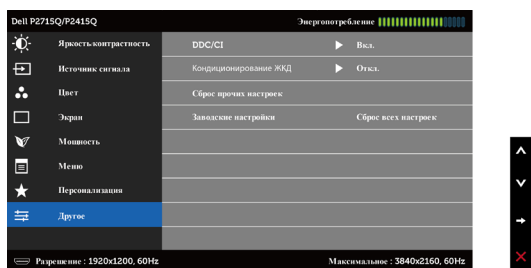 Dell P2715Q/P2415Q Энергопотребление
Яркость/контрастность DDC/CI Вкл.
Источник сигнала Кондиционирование ЖКД Откл.
Цвет Сброс прочих настроек
Экран Заводские настройки Сброс всех настроек
Мощность
Меню
Персонализация
Другое
Разрешение : 1920x1200, 60Hz Максимальное : 3840x2160, 60Hz